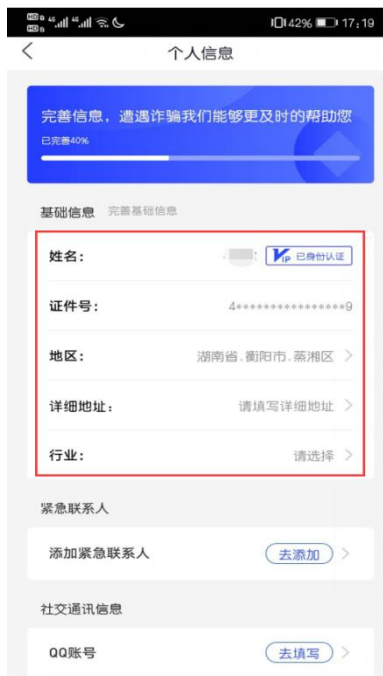 HD 46 46 42% 17:19
个人信息
完善信息，遭遇诈骗我们能够更及时的帮助您
已完善40%
基础信息 完善基础信息
姓名： VIP 已身份认证
证件号： 4****************9
地区： 湖南省.衡阳市.蒸湘区
详细地址： 请填写详细地址
行业： 请选择
紧急联系人
添加紧急联系人 去添加
社交通讯信息
QQ账号 去填写